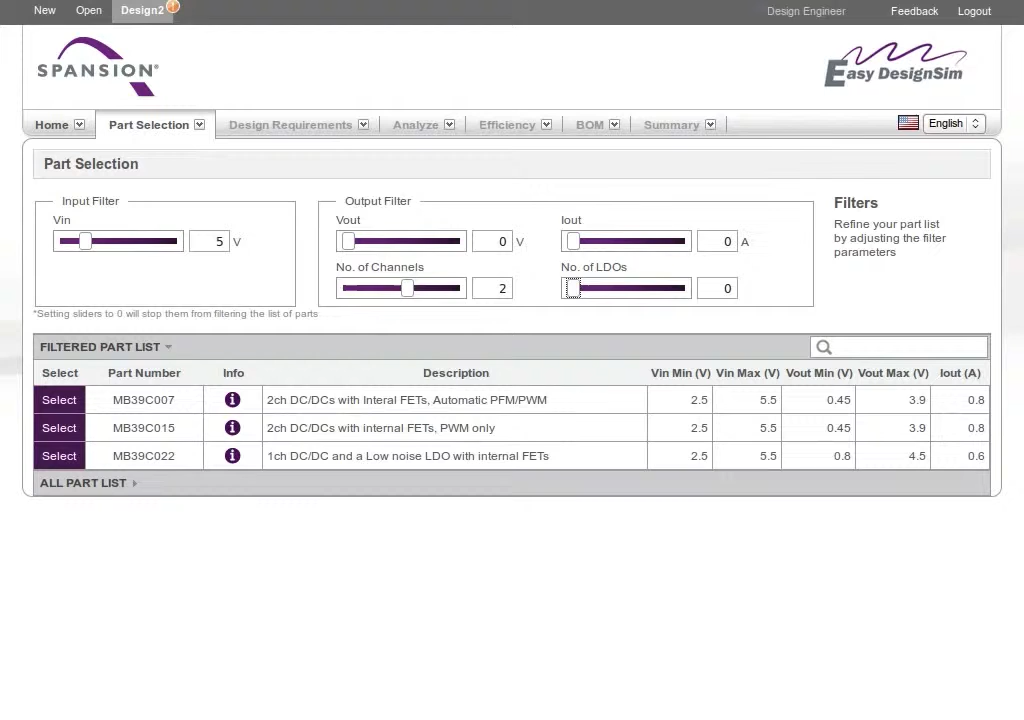 New Open Design2 Design Engineer Feedback Logout
SPANSION®
Easy DesignSim
Home Part Selection Design Requirements Analyze Efficiency BOM Summary English
Part Selection
Input Filter
Vin
5 V
Output Filter
Vout Iout
0 V 0 A
No. of Channels No. of LDOs
2 0
Filters
Refine your part list
by adjusting the filter
parameters
*Setting sliders to 0 will stop them from filtering the list of parts
FILTERED PART LIST
Select Part Number Info Description Vin Min (V) Vin Max (V) Vout Min (V) Vout Max (V) Iout (A)
Select MB39C007 i 2ch DC/DCs with Interal FETs, Automatic PFM/PWM 2.5 5.5 0.45 3.9 0.8
Select MB39C015 i 2ch DC/DCs with internal FETs, PWM only 2.5 5.5 0.45 3.9 0.8
Select MB39C022 i 1ch DC/DC and a Low noise LDO with internal FETs 2.5 5.5 0.8 4.5 0.6
ALL PART LIST